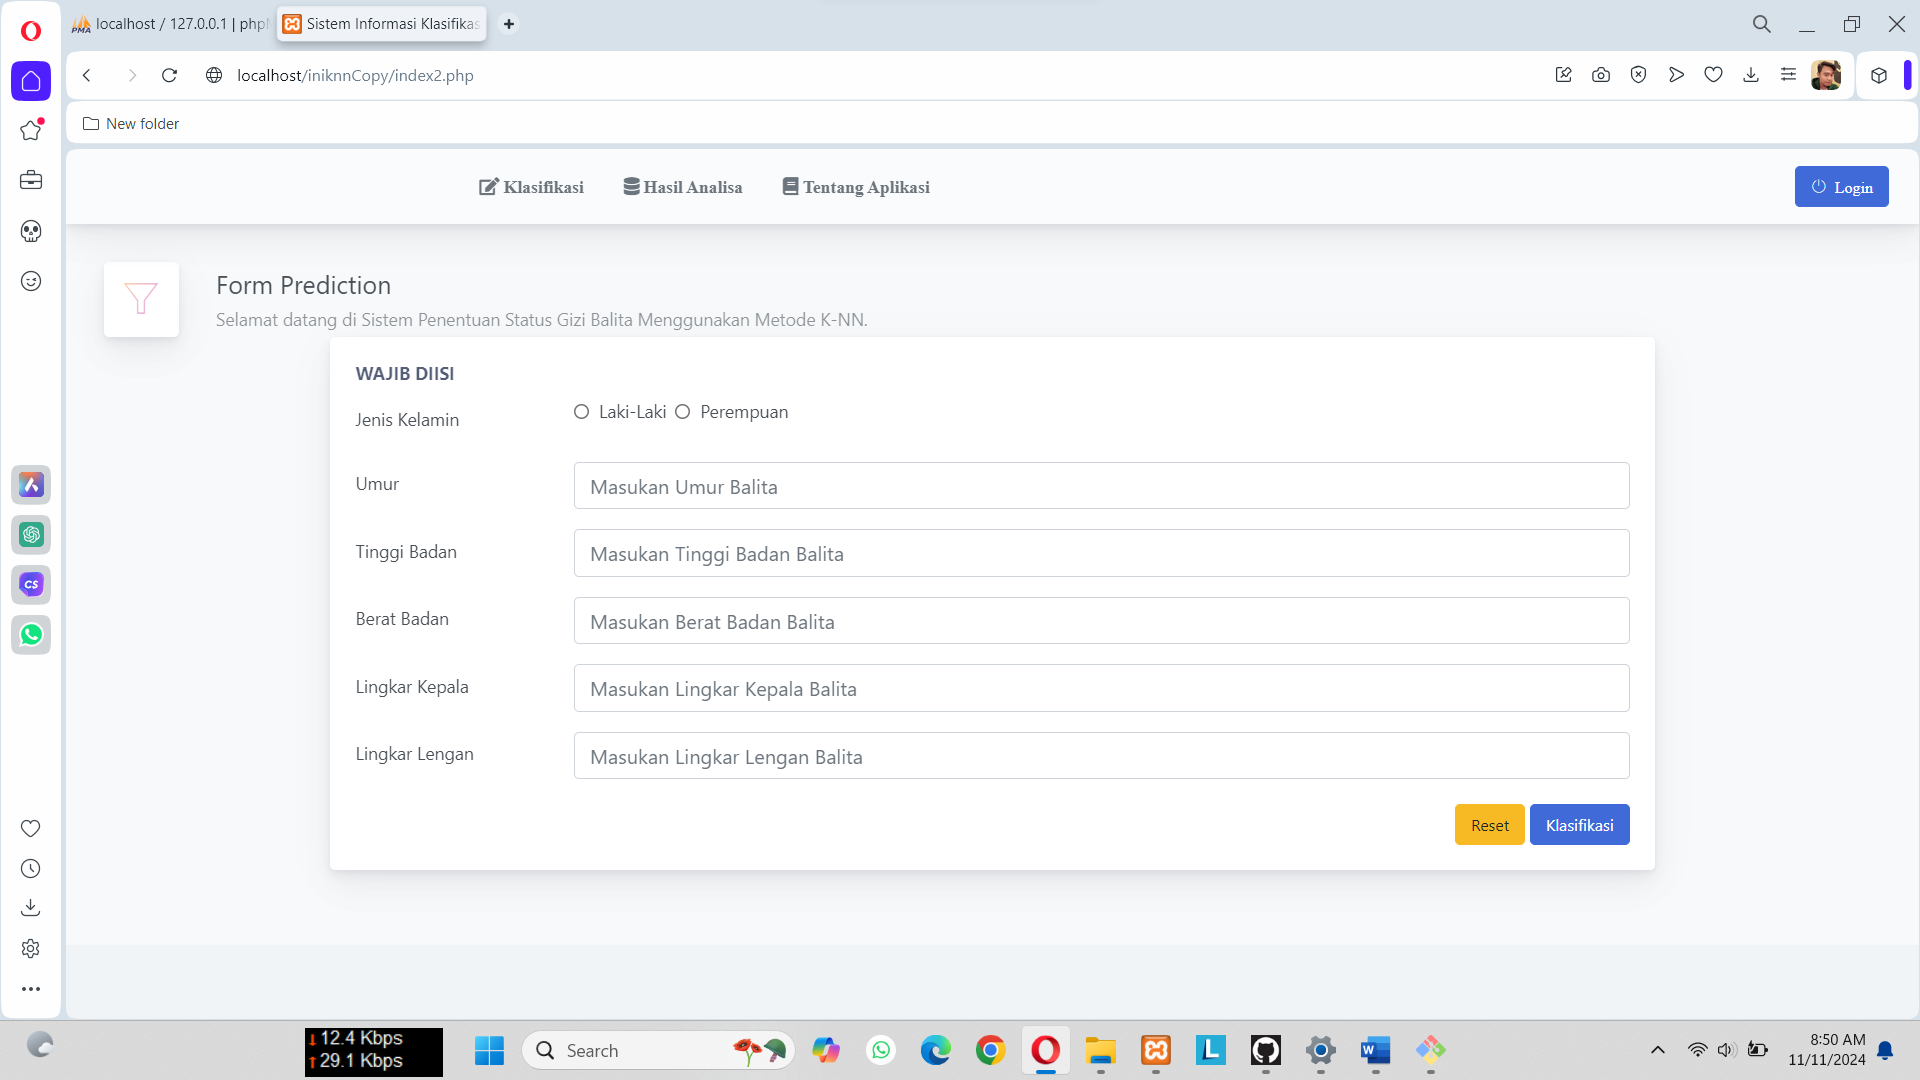 localhost / 127.0.0.1 | php
Sistem Informasi Klasifikas
localhost/iniknnCopy/index2.php
New folder
Klasifikasi
Hasil Analisa
Tentang Aplikasi
Login
Form Prediction
Selamat datang di Sistem Penentuan Status Gizi Balita Menggunakan Metode K-NN.
WAJIB DIISI
Jenis Kelamin
Laki-Laki
Perempuan
Umur
Masukan Umur Balita
Tinggi Badan
Masukan Tinggi Badan Balita
Berat Badan
Masukan Berat Badan Balita
Lingkar Kepala
Masukan Lingkar Kepala Balita
Lingkar Lengan
Masukan Lingkar Lengan Balita
Reset
Klasifikasi
PMA
CS
12.4 Kbps
29.1 Kbps
Search
L
W
8:50 AM
11/11/2024